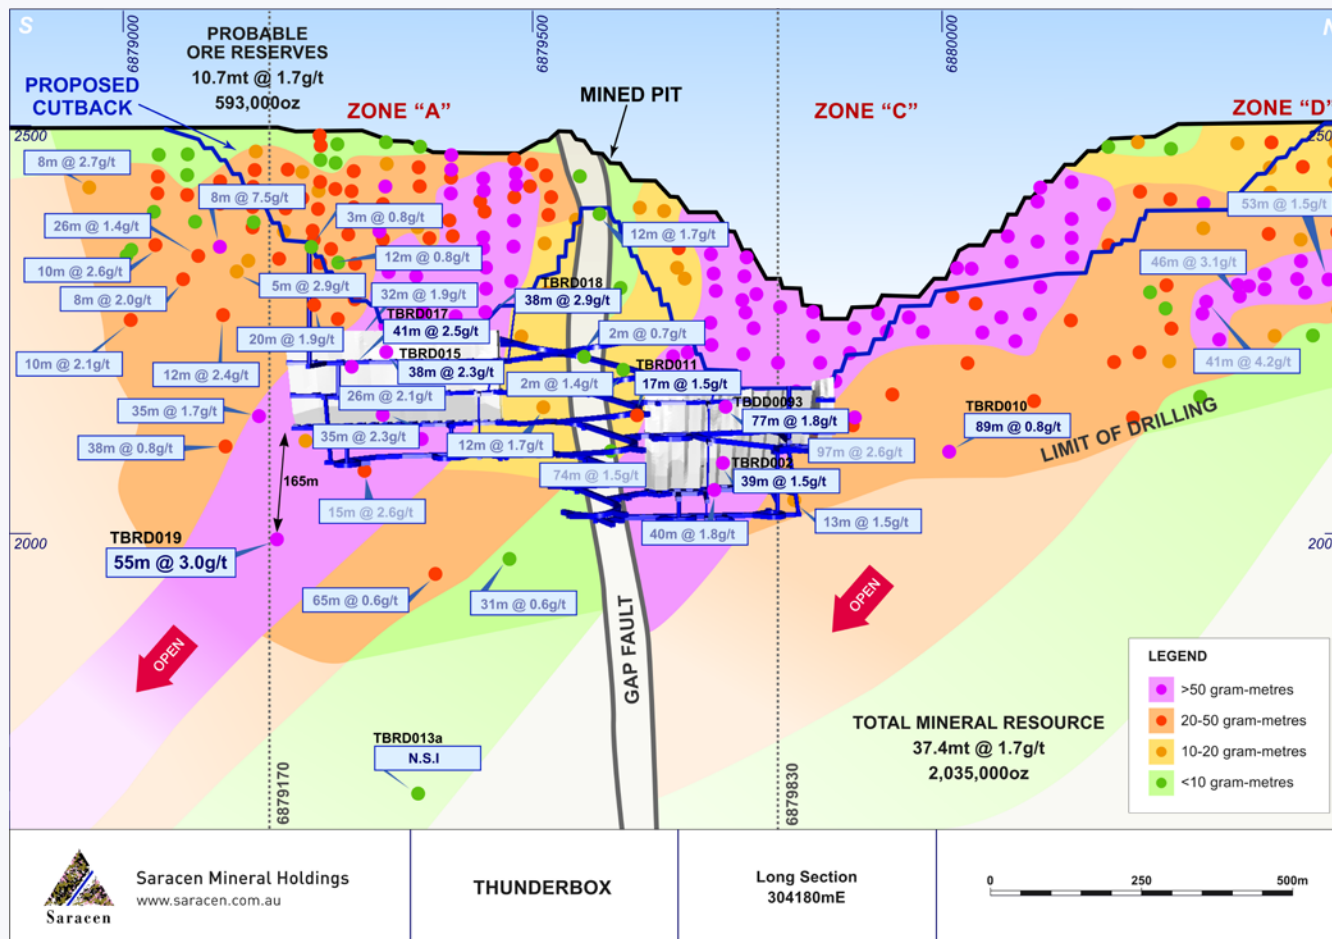 S
N
6879000
6879500
6880000
PROBABLE
ORE RESERVES
10.7mt @ 1.7g/t
593,000oz
PROPOSED
CUTBACK
ZONE “A”
MINED PIT
ZONE “C”
ZONE “D”
2500
250
8m @ 2.7g/t
8m @ 7.5g/t
53m @ 1.5g/t
26m @ 1.4g/t
3m @ 0.8g/t
12m @ 1.7g/t
10m @ 2.6g/t
12m @ 0.8g/t
46m @ 3.1g/t
8m @ 2.0g/t
5m @ 2.9g/t
32m @ 1.9g/t
TBRD018
38m @ 2.9g/t
TBRD017
41m @ 2.5g/t
20m @ 1.9g/t
2m @ 0.7g/t
10m @ 2.1g/t
TBRD015
38m @ 2.3g/t
TBRD011
17m @ 1.5g/t
41m @ 4.2g/t
12m @ 2.4g/t
26m @ 2.1g/t
2m @ 1.4g/t
35m @ 1.7g/t
TBDD0093
77m @ 1.8g/t
TBRD010
89m @ 0.8g/t
LIMIT OF DRILLING
38m @ 0.8g/t
35m @ 2.3g/t
12m @ 1.7g/t
97m @ 2.6g/t
165m
74m @ 1.5g/t
TBRD002
39m @ 1.5g/t
15m @ 2.6g/t
13m @ 1.5g/t
40m @ 1.8g/t
2000
200
TBRD019
55m @ 3.0g/t
65m @ 0.6g/t
31m @ 0.6g/t
OPEN
OPEN
GAP FAULT
TBRD013a
N.S.I
6879170
6879830
TOTAL MINERAL RESOURCE
37.4mt @ 1.7g/t
2,035,000oz
LEGEND
>50 gram-metres
20-50 gram-metres
10-20 gram-metres
<10 gram-metres
Saracen
Saracen Mineral Holdings
www.saracen.com.au
THUNDERBOX
Long Section
304180mE
0
250
500m